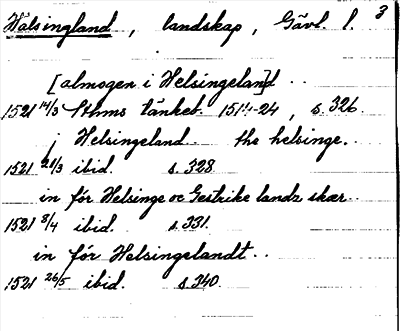 Hälsingland, landskap, Gävl. l. 3
[almogen i Helsingeland] ..
1521 14/3 Sthms tänkeb. 1514-24, s. 326.
i Helsingeland the helsinge..
1521 21/3 ibid. s. 328
in för Helsinge oc Gestrike landz skær..
1521 8/4 ibid. s. 331.
in för Helsingelandt..
1521 26/5 ibid. s. 340.